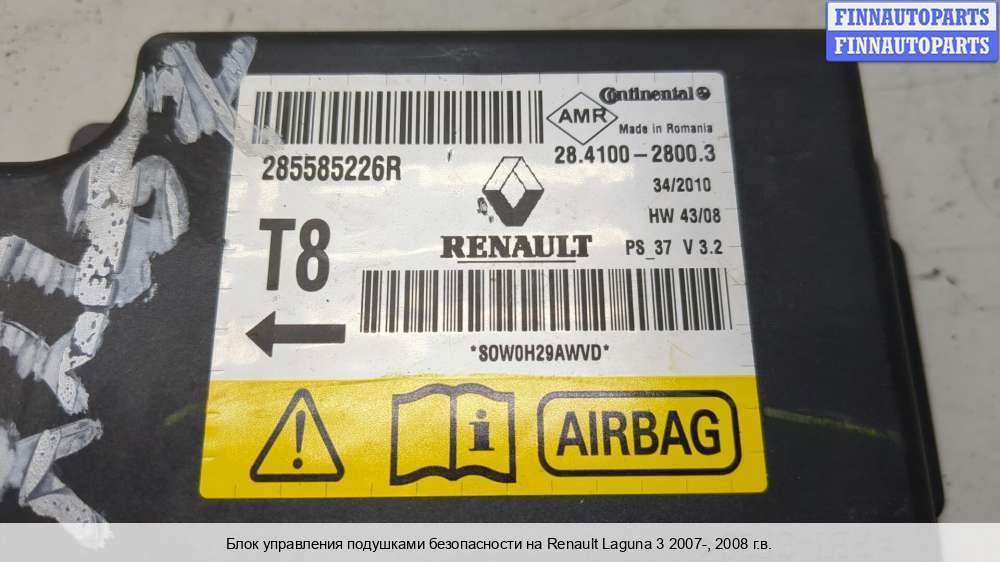 FINNAUTOPARTS
FINNAUTOPARTS
Continental
AMR
Made in Romania
285585226R
28.4100-2800.3
34/2010
HW 43/08
T8
RENAULT
PS_37 V 3.2
*S0W0H29AWVD*
AIRBAG
Блок управления подушками безопасности на Renault Laguna 3 2007-, 2008 г.в.